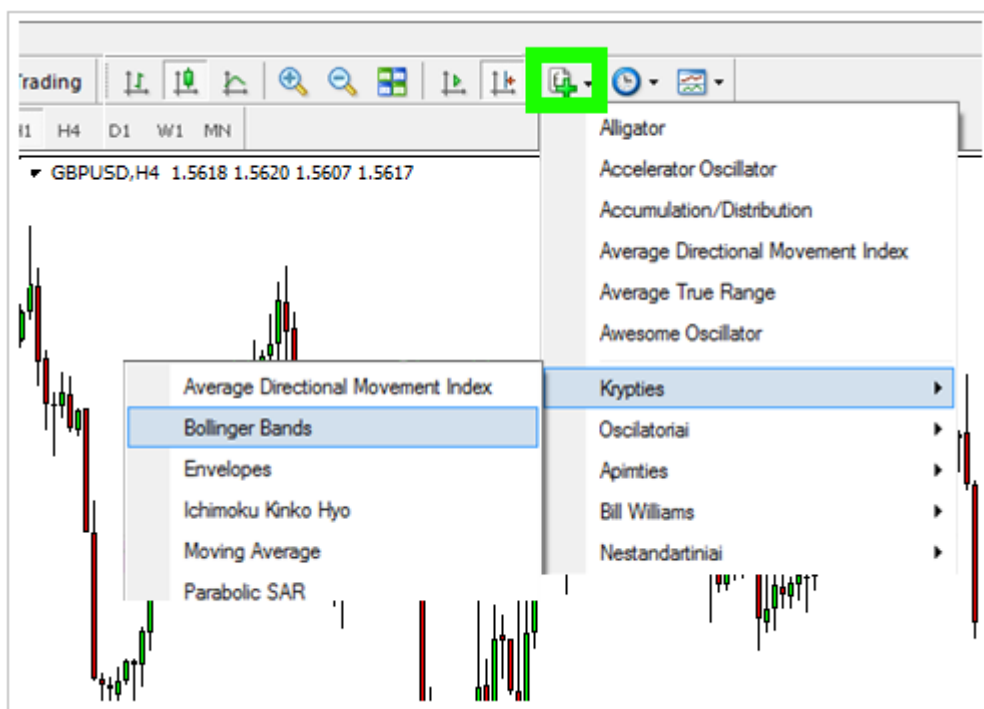 Trading
H1 H4 D1 W1 MN
GBPUSD,H4 1.5618 1.5620 1.5607 1.5617
Alligator
Accelerator Oscillator
Accumulation/Distribution
Average Directional Movement Index
Average True Range
Awesome Oscillator
Krypties
Oscilatoriai
Apimties
Bill Williams
Nestandartiniai
Average Directional Movement Index
Bollinger Bands
Envelopes
Ichimoku Kinko Hyo
Moving Average
Parabolic SAR